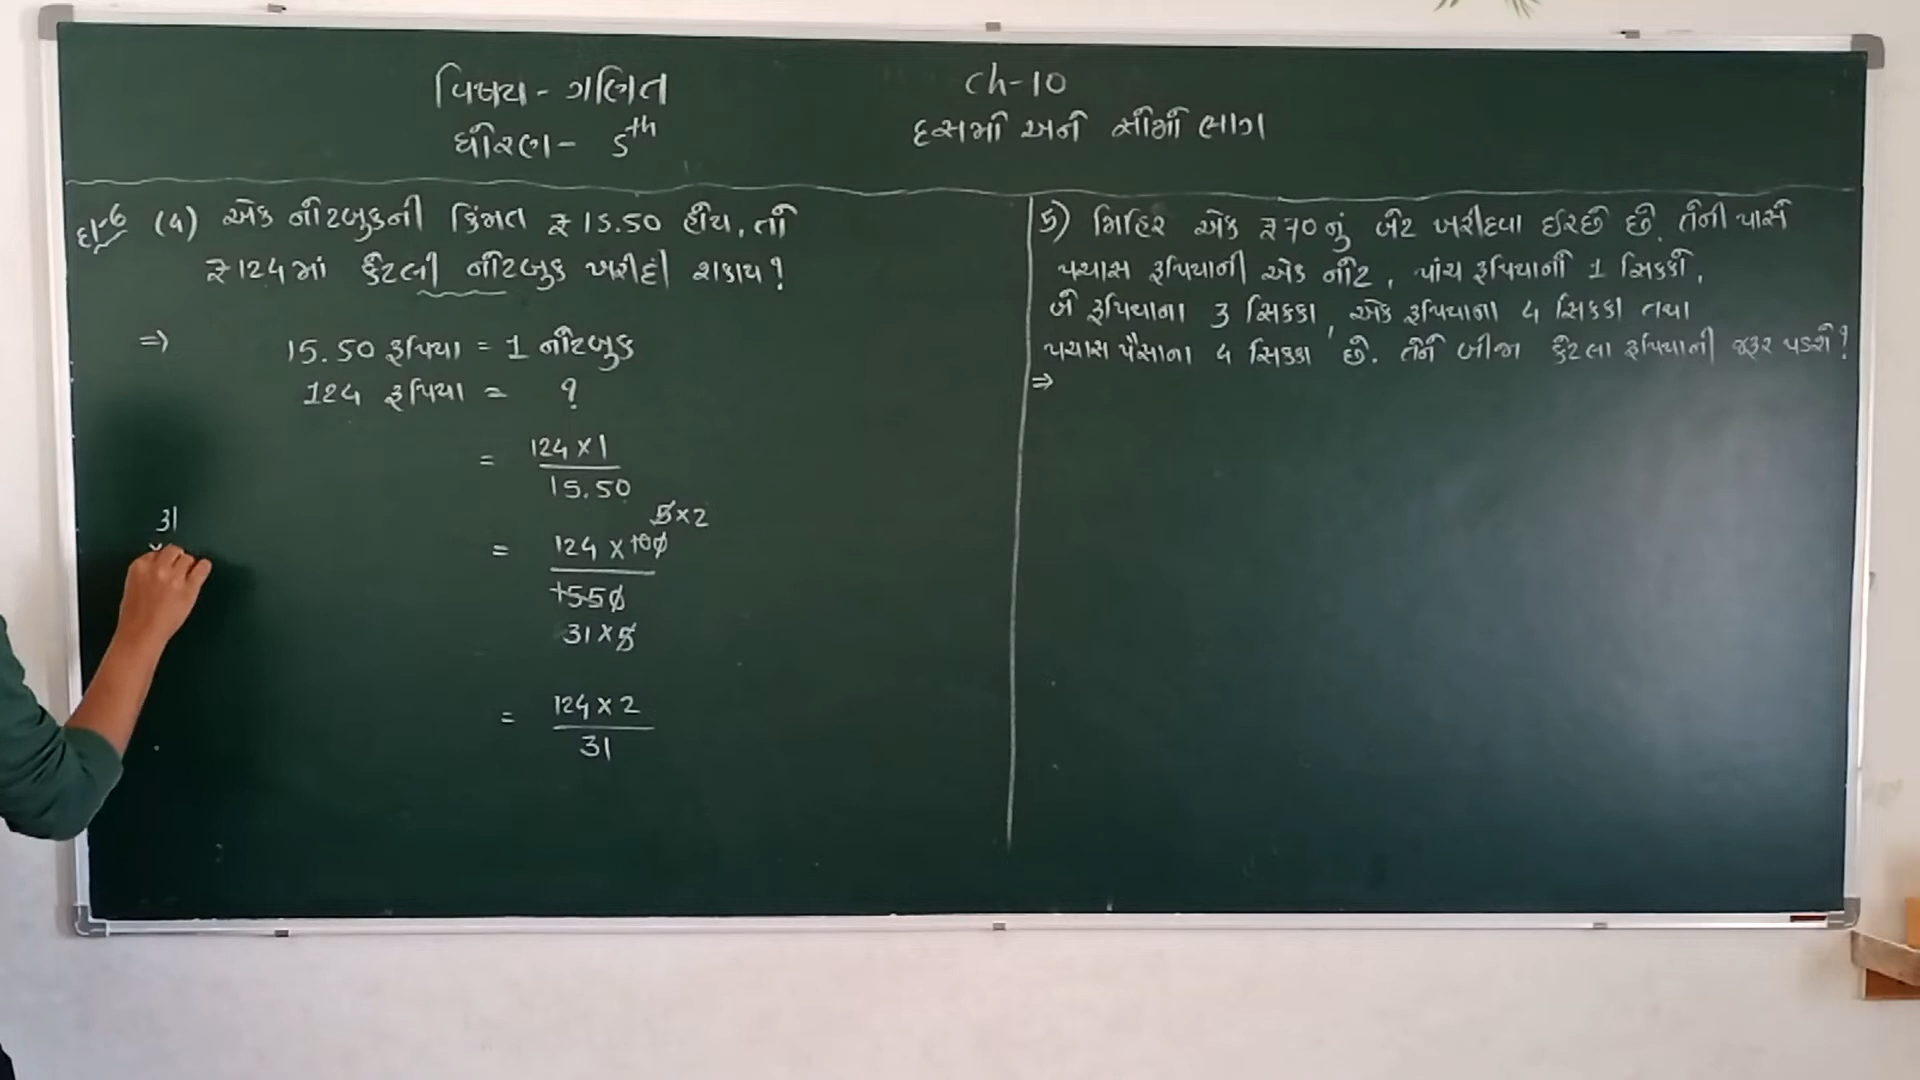 વિષય - ગણિત
ધોરણ - 5th
Ch-10
દસમાં અને સોમાં ભાગ
દા-6 (4) એક નોટબુકની કિંમત ₹ 15.50 હોય, તો
₹ 124 માં કેટલી નોટબુક ખરીદી શકાય?
⇒ 15.50 રૂપિયા = 1 નોટબુક
124 રૂપિયા = ?
= 124 × 1
15.50
5 × 2
= 124 × 100
1550
31 × 5
= 124 × 2
31
31
×
5) મિહિર એક ₹ 70 નું બેટ ખરીદવા ઈચ્છે છે. તેની પાસે
પચાસ રૂપિયાની એક નોટ, પાંચ રૂપિયાનો 1 સિક્કો,
બે રૂપિયાના 3 સિક્કા, એક રૂપિયાના 4 સિક્કા તથા
પચાસ પૈસાના 4 સિક્કા છે. તેને બીજા કેટલા રૂપિયાની જરૂર પડશે?
⇒